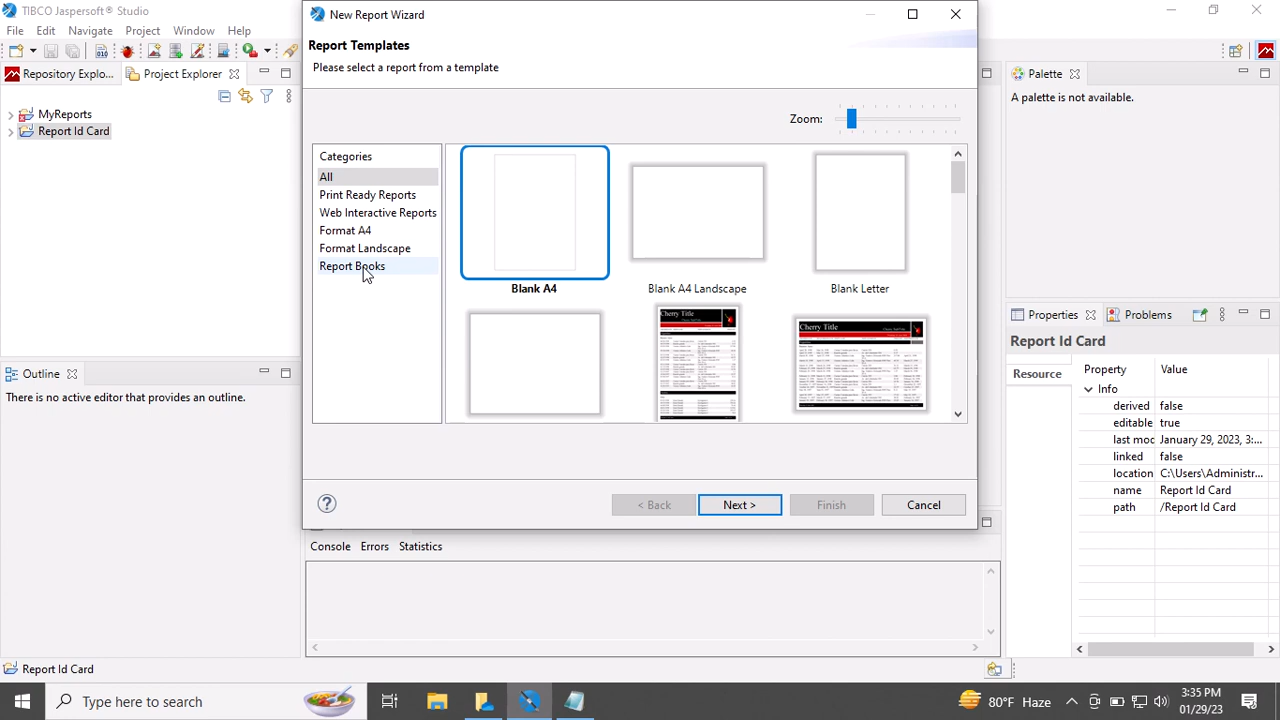 TIBCO Jaspersoft® Studio
File Edit Navigate Project Window Help
Repository Explo...
Project Explorer
MyReports
Report Id Card
Outline
There is no active ed that provides an outline.
New Report Wizard
Report Templates
Please select a report from a template
Zoom:
Categories
All
Print Ready Reports
Web Interactive Reports
Format A4
Format Landscape
Report Books
Blank A4
Blank A4 Landscape
Blank Letter
Cherry Title
Cherry Title
< Back
Next >
Finish
Cancel
Console Errors Statistics
Palette
A palette is not available.
Properties
Problems
Report Id Card
Resource
Property Value
Info
derived false
editable true
last moc January 29, 2023, 3:...
linked false
location C:\Users\Administr...
name Report Id Card
path /Report Id Card
Report Id Card
Type here to search
80°F Haze
3:35 PM
01/29/23